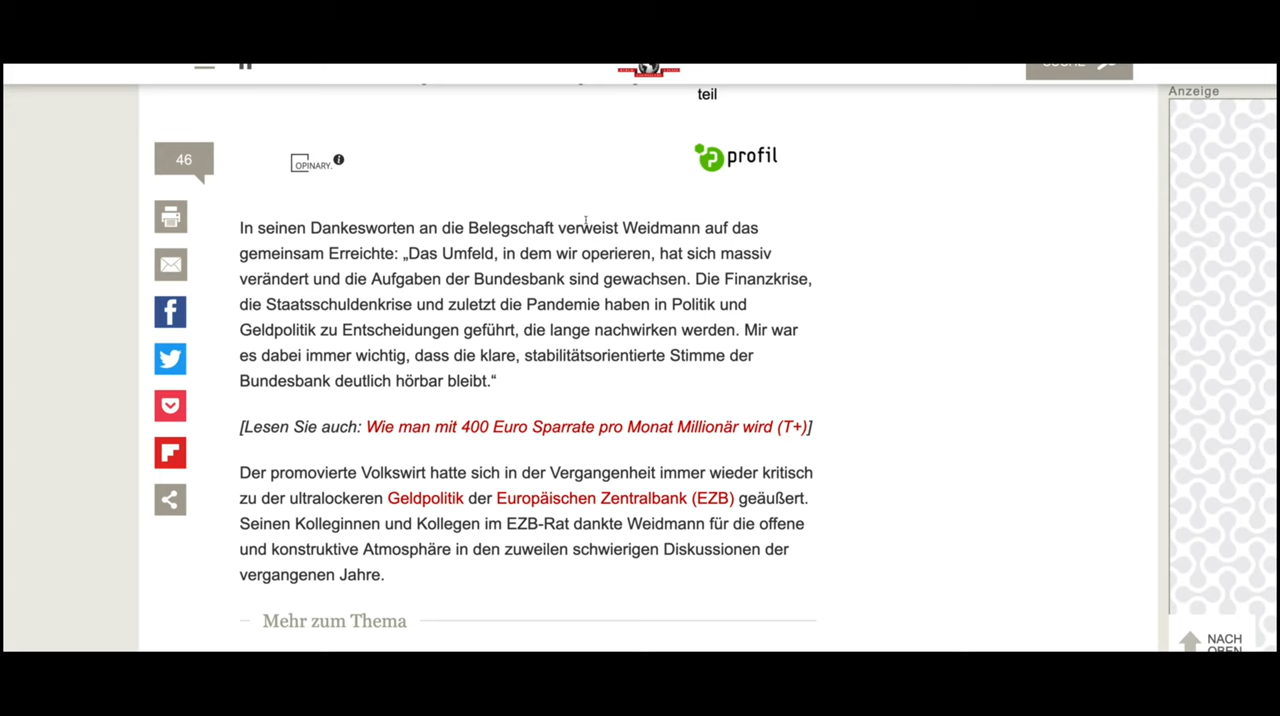 Anzeige
teil
46
OPINARY.
profil
In seinen Dankesworten an die Belegschaft verweist Weidmann auf das
gemeinsam Erreichte: „Das Umfeld, in dem wir operieren, hat sich massiv
verändert und die Aufgaben der Bundesbank sind gewachsen. Die Finanzkrise,
die Staatsschuldenkrise und zuletzt die Pandemie haben in Politik und
Geldpolitik zu Entscheidungen geführt, die lange nachwirken werden. Mir war
es dabei immer wichtig, dass die klare, stabilitätsorientierte Stimme der
Bundesbank deutlich hörbar bleibt.“
[Lesen Sie auch: Wie man mit 400 Euro Sparrate pro Monat Millionär wird (T+)]
Der promovierte Volkswirt hatte sich in der Vergangenheit immer wieder kritisch
zu der ultralockeren Geldpolitik der Europäischen Zentralbank (EZB) geäußert.
Seinen Kolleginnen und Kollegen im EZB-Rat dankte Weidmann für die offene
und konstruktive Atmosphäre in den zuweilen schwierigen Diskussionen der
vergangenen Jahre.
Mehr zum Thema
NACH
OBEN